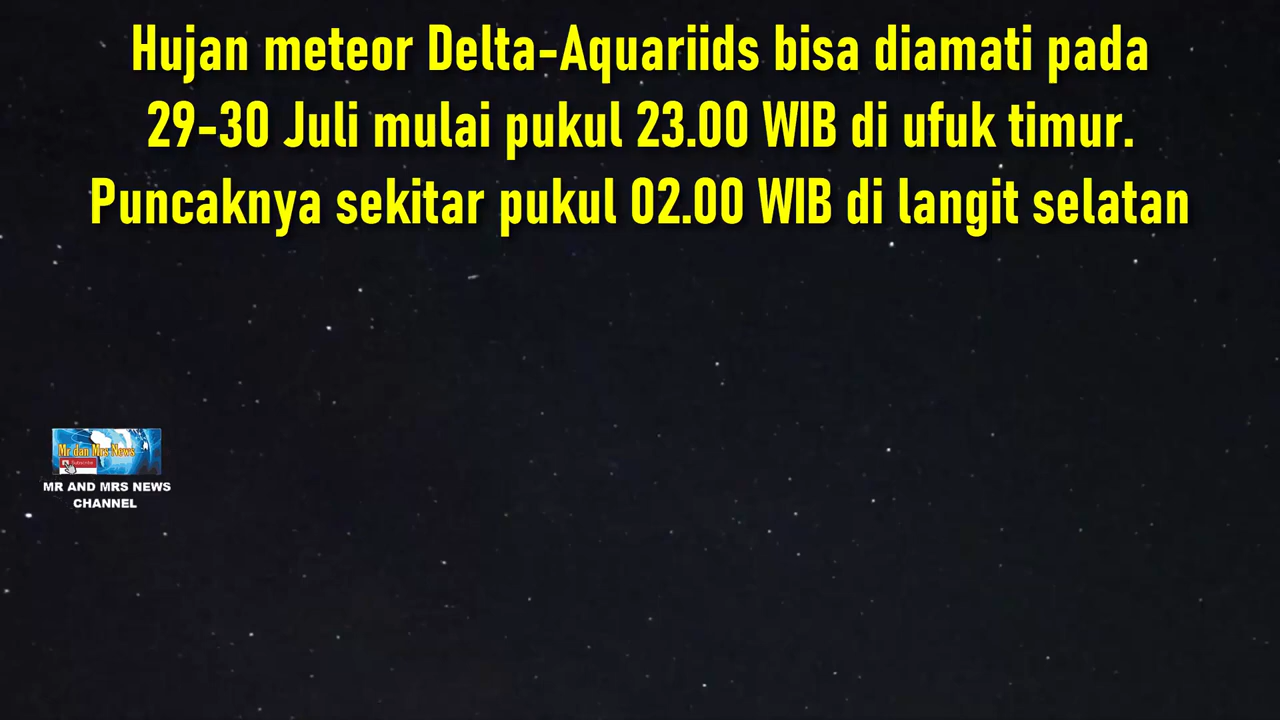 Hujan meteor Delta-Aquariids bisa diamati pada
29-30 Juli mulai pukul 23.00 WIB di ufuk timur.
Puncaknya sekitar pukul 02.00 WIB di langit selatan
Mr dan Mrs News
Subscribe
MR AND MRS NEWS
CHANNEL